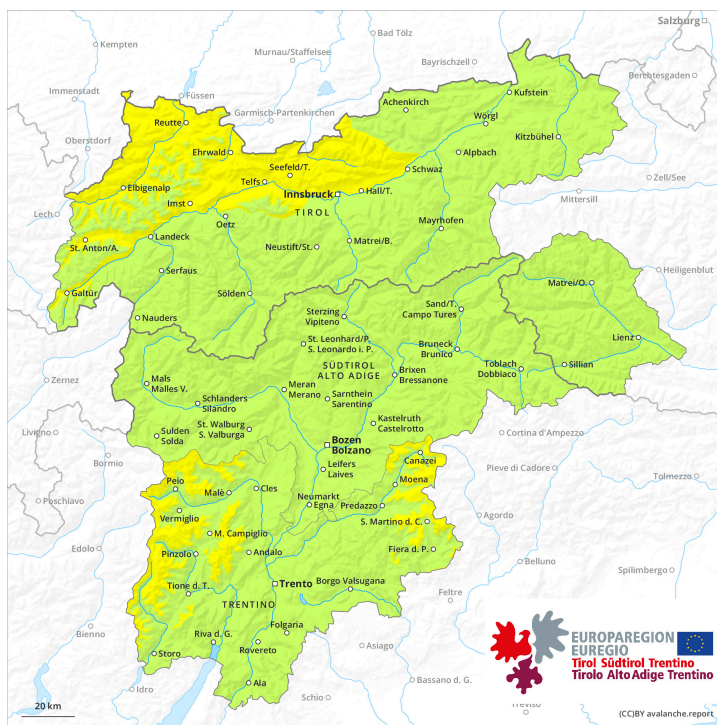 Salzburg
Kempten
Bad Tölz
Murnau/Staffelsee
Bayrischzell
Berchtesgaden
Immenstadt
Füssen
Garmisch-Partenkirchen
Achenkirch
Kufstein
Reutte
Wörgl
Oberstdorf
Ehrwald
Kitzbühel
Alpbach
Seefeld/T.
Schwaz
Telfs
Zell/See
Elbigenalp
Innsbruck
Hall/T.
Mittersill
Imst
TIROL
Lech
Oetz
Mayrhofen
St. Anton/A.
Landeck
Neustift/St.
Matrei/B.
Serfaus
Heiligenblut
Galtür
Sölden
Matrei/O.
Sand/T.
Campo Tures
Nauders
Sterzing
Vipiteno
Lienz
St. Leonhard/P.
S. Leonardo i. P.
Bruneck
Brunico
Toblach
Dobbiaco
Sillian
SÜDTIROL
ALTO ADIGE
Brixen
Bressanone
Zernez
Mals
Malles V.
Meran
Merano
Sarnthein
Sarentino
Schlanders
Silandro
Kastelruth
Castelrotto
Livigno
Sulden
Solda
St. Walburg
S. Valburga
Cortina d'Ampezzo
Bozen
Bolzano
Bormio
Canazei
Pieve di Cadore
Leifers
Laives
Tolmezzo
Peio
Malè
Cles
Moena
Poschiavo
Neumarkt
Egna
Predazzo
Vermiglio
S. Martino d. C.
Agordo
M. Campiglio
Edolo
Pinzolo
Andalo
Fiera d. P.
Belluno
Spilimbergo
Tione d. T.
Trento
Borgo Valsugana
Feltre
TRENTINO
Bienno
Folgaria
Riva d. G.
Rovereto
Asiago
Storo
Bassano d. G.
Ala
Idro
Schio
Treviso
EUROPAREGION
EUREGIO
Tirol Südtirol Trentino
Tirolo Alto Adige Trentino
20 km
(CC)BY avalanche.report